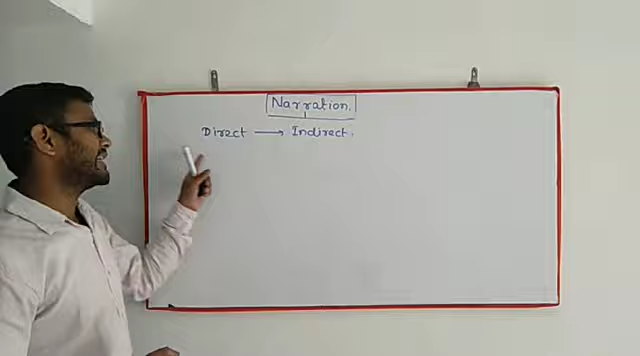 Narration.
Direct → Indirect.